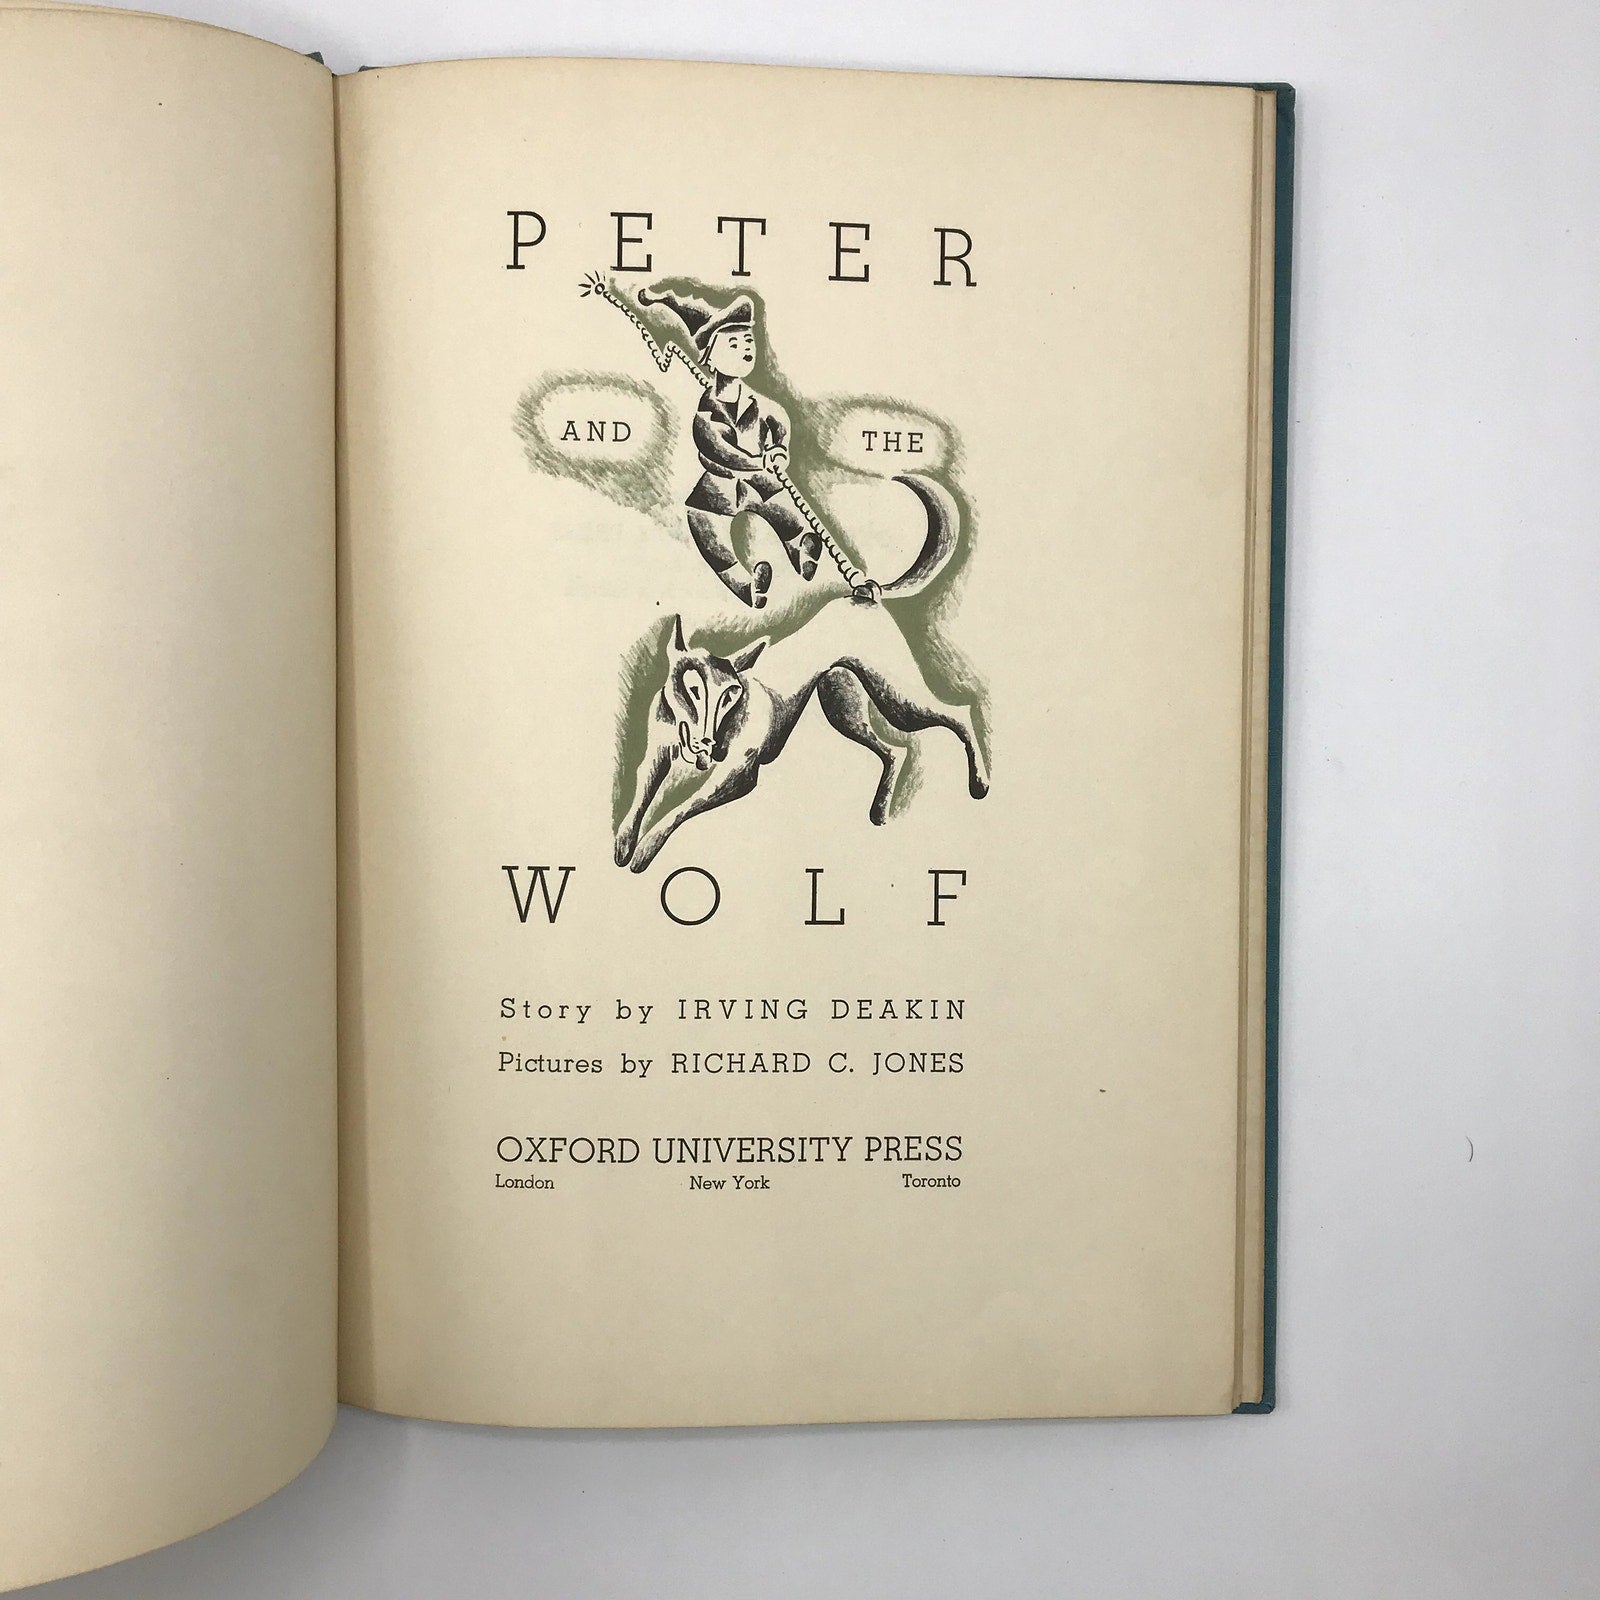 PETER
AND THE
WOLF
Story by IRVING DEAKIN
Pictures by RICHARD C. JONES
OXFORD UNIVERSITY PRESS
London New York Toronto